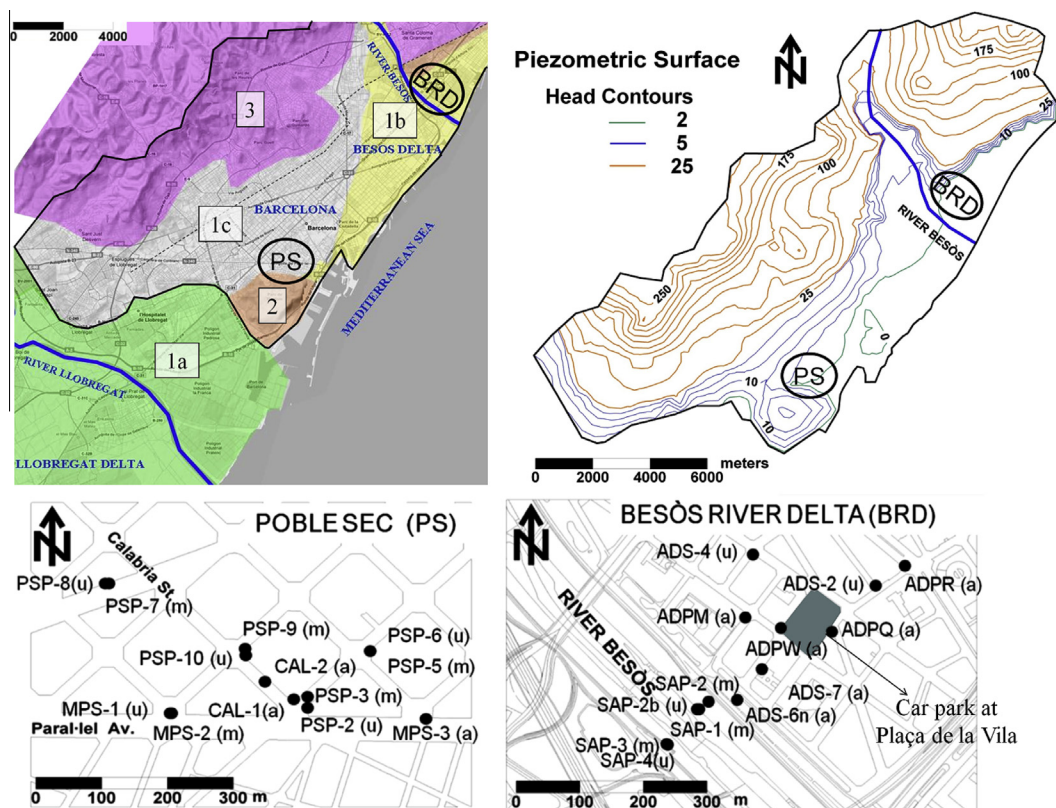 0
2000 4000
RIVER BESOS
BRD
3
1b
BESOS DELTA
BARCELONA
Barcelona
1c
PS
2
MEDITERRANEAN SEA
1a
RIVER LLOBREGAT
LLOBREGAT DELTA
N
Piezometric Surface
Head Contours
2
5
25
175
100
25
10
175
100
BRD
RIVER BESÒS
250
25
0
10
PS
10
0 2000 4000 6000 meters
N
POBLE SEC (PS)
Calabria St.
PSP-8(u)
PSP-7 (m)
PSP-9 (m)
PSP-6 (u)
PSP-10 (u)
CAL-2 (a)
PSP-5 (m)
PSP-3 (m)
MPS-1 (u)
CAL-1(a)
PSP-2 (u)
Paral·lel Av.
MPS-2 (m)
MPS-3 (a)
0 100 200 300 m
N
BESÒS RIVER DELTA (BRD)
ADS-4 (u)
ADS-2 (u)
ADPR (a)
RIVER BESÒS
ADPM (a)
ADPQ (a)
ADPW (a)
SAP-2 (m)
SAP-2b (u)
ADS-7 (a)
SAP-1 (m)
ADS-6n (a)
Car park at
Plaça de la Vila
SAP-3 (m)
SAP-4(u)
0 100 200 300
m